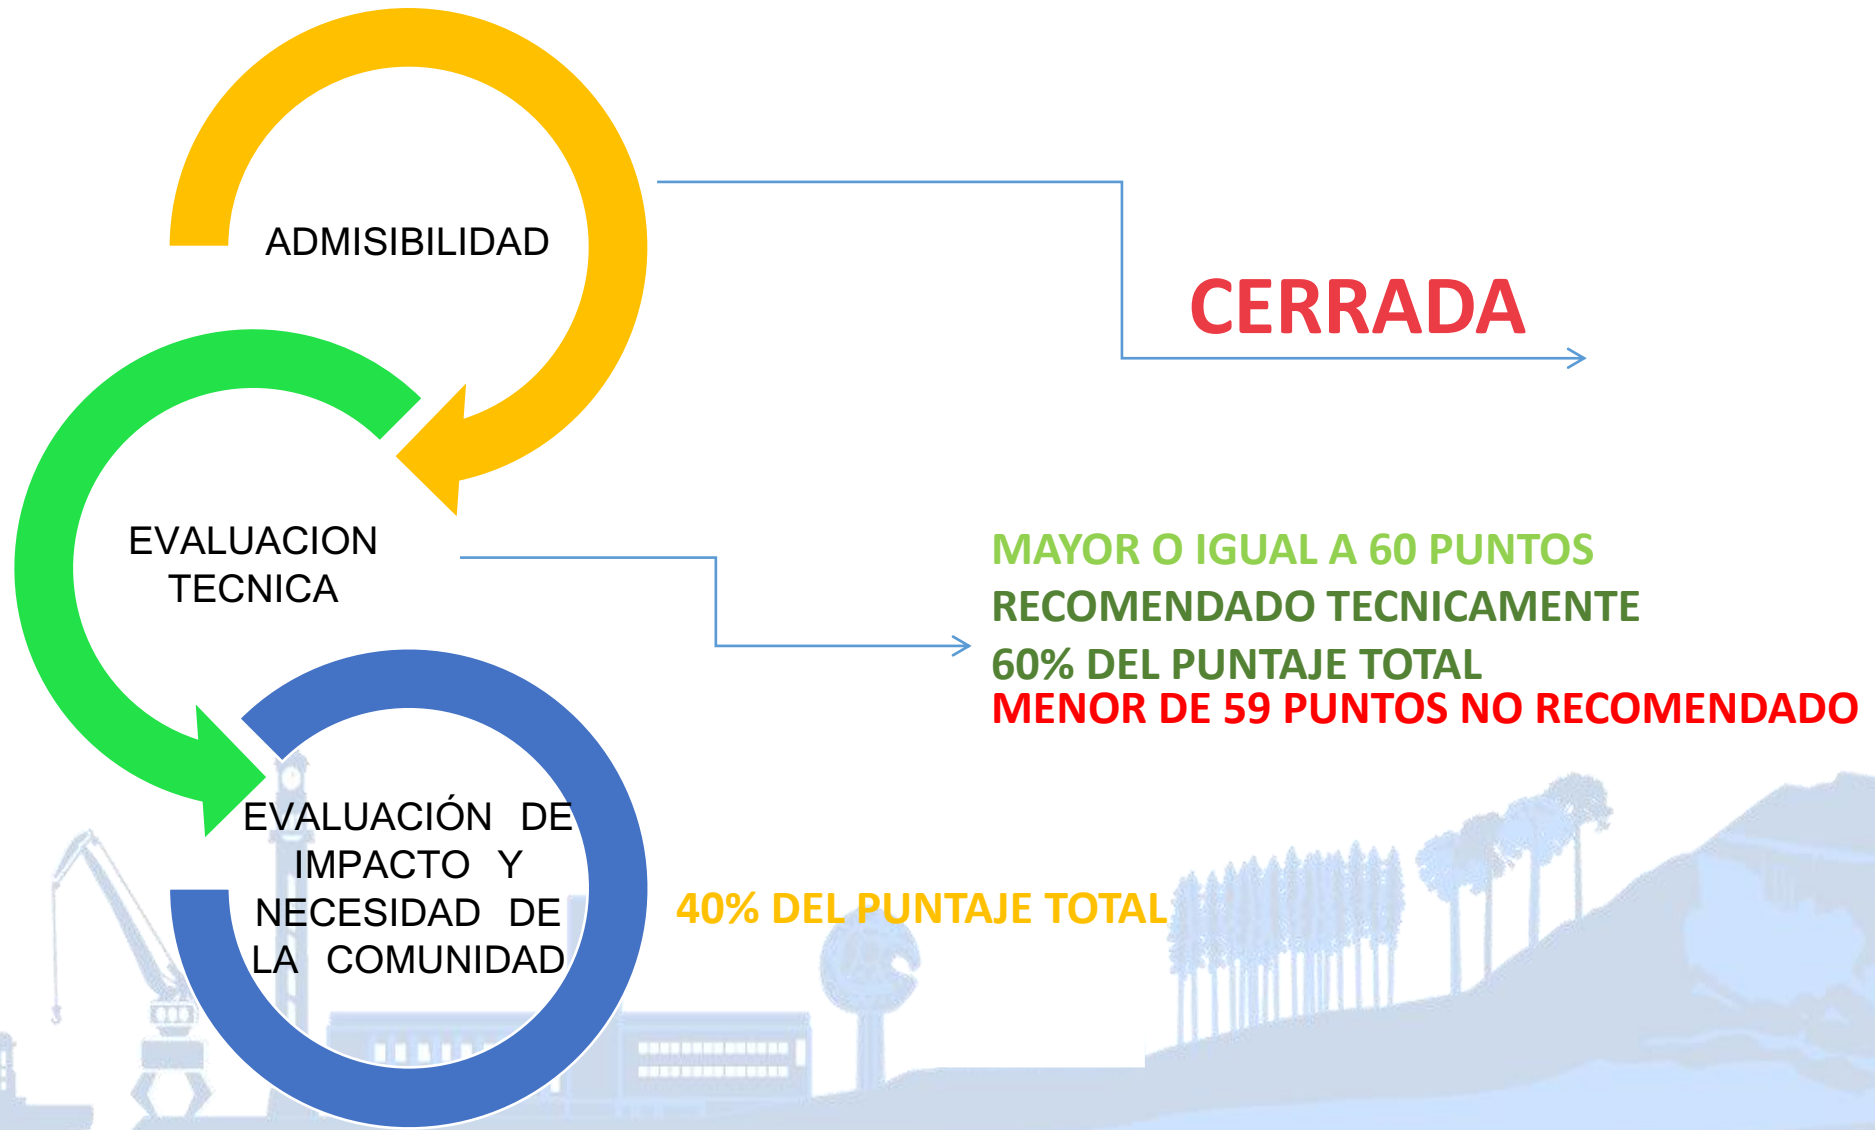 ADMISIBILIDAD
CERRADA
EVALUACION
TECNICA
MAYOR O IGUAL A 60 PUNTOS
RECOMENDADO TECNICAMENTE
60% DEL PUNTAJE TOTAL
MENOR DE 59 PUNTOS NO RECOMENDADO
EVALUACIÓN DE
IMPACTO Y
NECESIDAD DE
LA COMUNIDAD
40% DEL PUNTAJE TOTAL